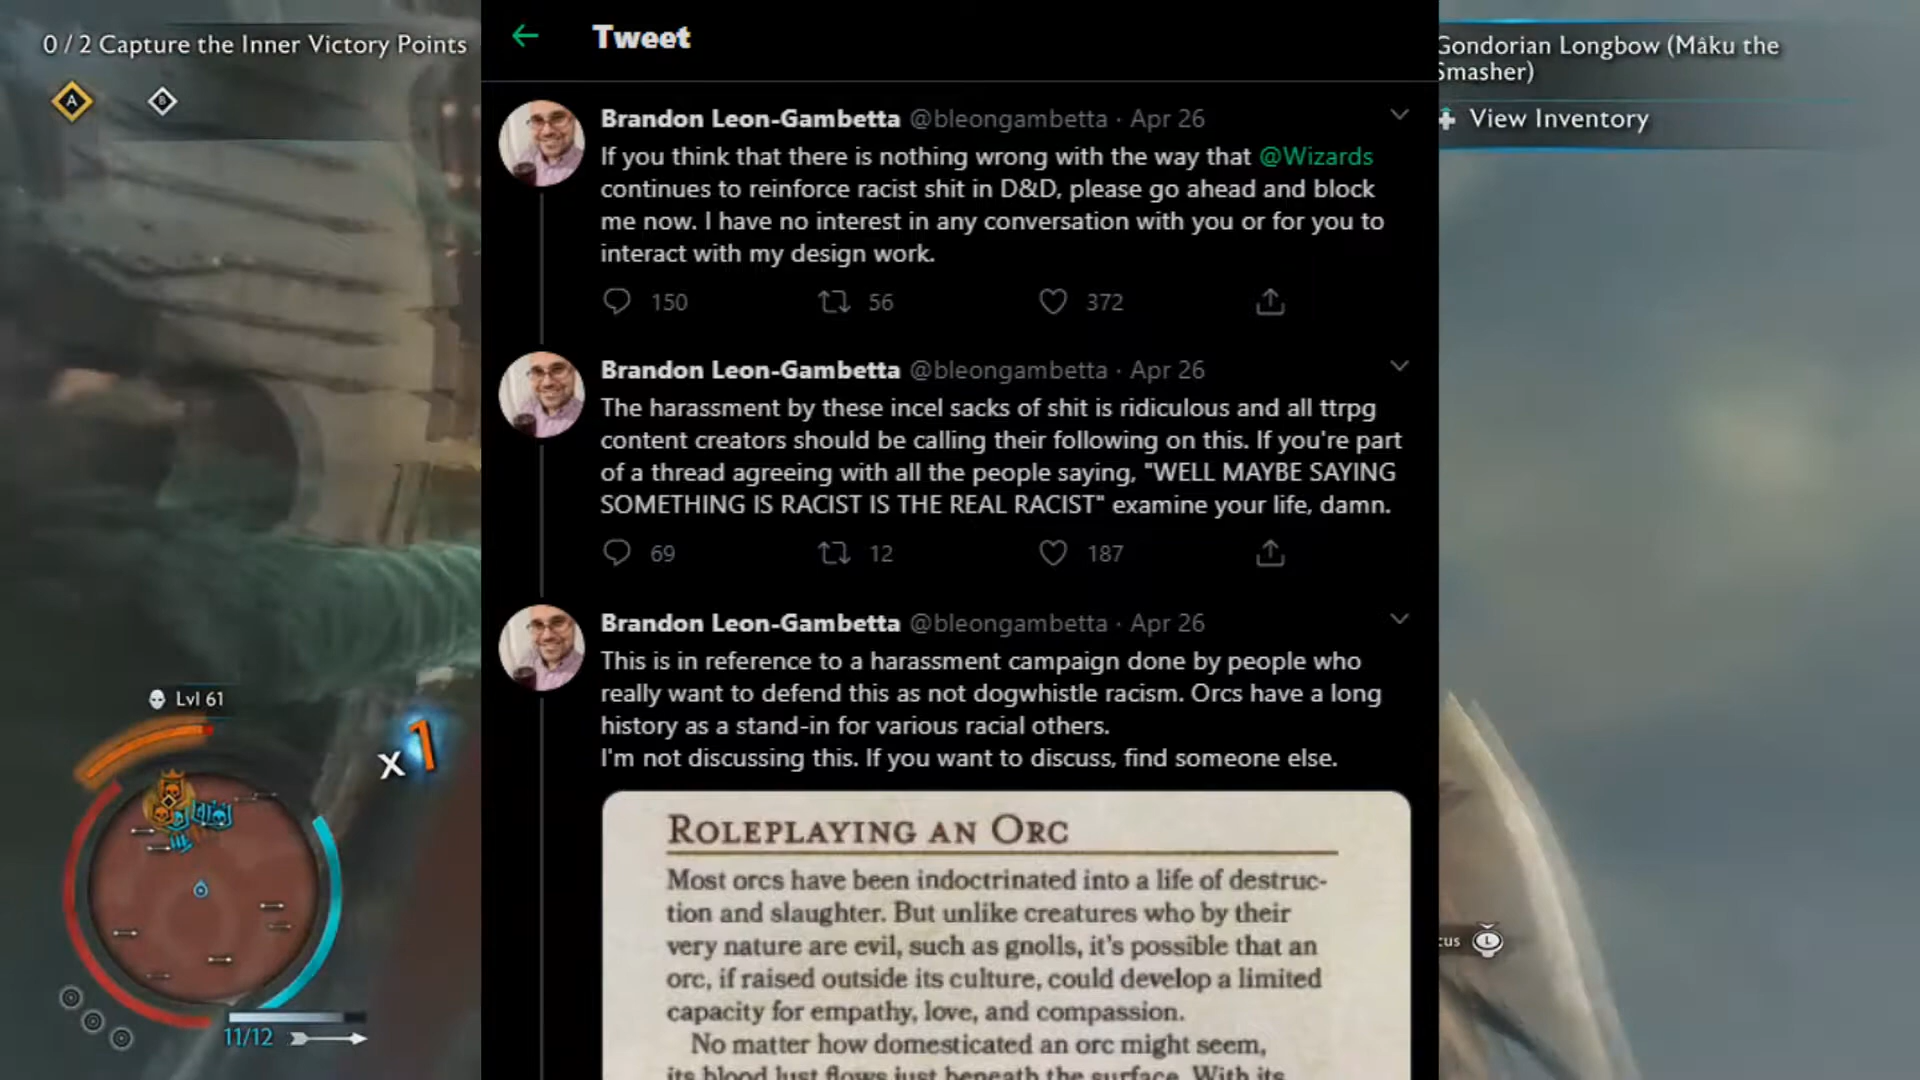 0 / 2 Capture the Inner Victory Points
A
B
Tweet
Gondorian Longbow (Mâku the
Smasher)
View Inventory
Brandon Leon-Gambetta @bleongambetta · Apr 26
If you think that there is nothing wrong with the way that @Wizards
continues to reinforce racist shit in D&D, please go ahead and block
me now. I have no interest in any conversation with you or for you to
interact with my design work.
150 56 372
Brandon Leon-Gambetta @bleongambetta · Apr 26
The harassment by these incel sacks of shit is ridiculous and all ttrpg
content creators should be calling their following on this. If you're part
of a thread agreeing with all the people saying, "WELL MAYBE SAYING
SOMETHING IS RACIST IS THE REAL RACIST" examine your life, damn.
69 12 187
Brandon Leon-Gambetta @bleongambetta · Apr 26
This is in reference to a harassment campaign done by people who
really want to defend this as not dogwhistle racism. Orcs have a long
history as a stand-in for various racial others.
I'm not discussing this. If you want to discuss, find someone else.
ROLEPLAYING AN ORC
Most orcs have been indoctrinated into a life of destruc-
tion and slaughter. But unlike creatures who by their
very nature are evil, such as gnolls, it's possible that an
orc, if raised outside its culture, could develop a limited
capacity for empathy, love, and compassion.
No matter how domesticated an orc might seem,
its blood lust flows just beneath the surface. With its
Lvl 61
x1
11/12
cus L